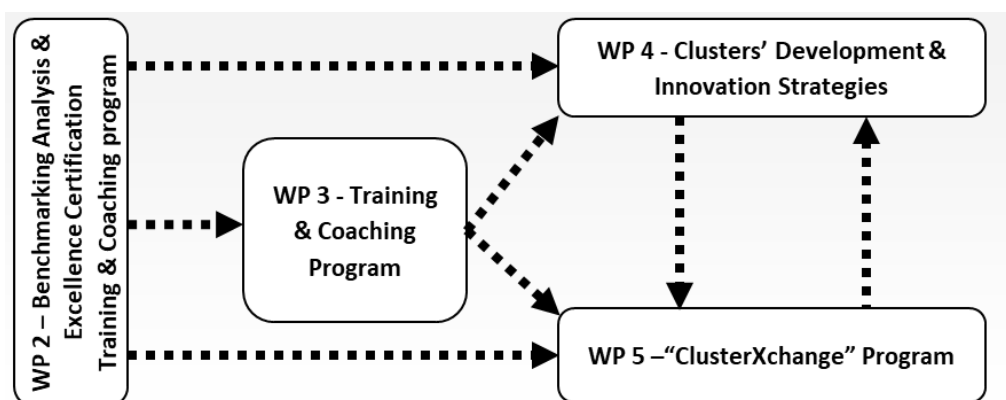 WP 2 – Benchmarking Analysis &
Excellence Certification
Training & Coaching program
WP 3 - Training
& Coaching
Program
WP 4 - Clusters’ Development &
Innovation Strategies
WP 5 –“ClusterXchange” Program